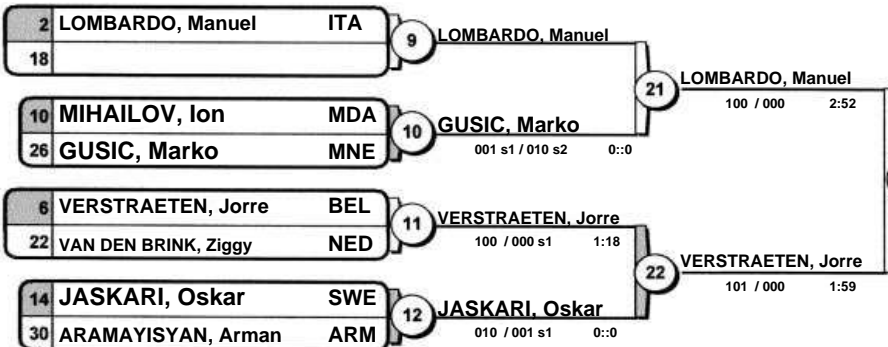 2 LOMBARDO, Manuel ITA
18
9
LOMBARDO, Manuel
10 MIHAILOV, Ion MDA
26 GUSIC, Marko MNE
10
GUSIC, Marko
001 s1 / 010 s2 0::0
21
LOMBARDO, Manuel
100 / 000 2:52
6 VERSTRAETEN, Jorre BEL
22 VAN DEN BRINK, Ziggy NED
11
VERSTRAETEN, Jorre
100 / 000 s1 1:18
14 JASKARI, Oskar SWE
30 ARAMAYISYAN, Arman ARM
12
JASKARI, Oskar
010 / 001 s1 0::0
22
VERSTRAETEN, Jorre
101 / 000 1:59